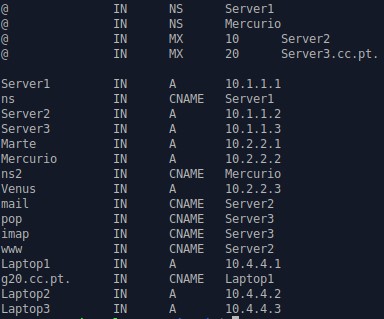 @ IN NS Server1
@ IN NS Mercurio
@ IN MX 10 Server2
@ IN MX 20 Server3.cc.pt.
Server1 IN A 10.1.1.1
ns IN CNAME Server1
Server2 IN A 10.1.1.2
Server3 IN A 10.1.1.3
Marte IN A 10.2.2.1
Mercurio IN A 10.2.2.2
ns2 IN CNAME Mercurio
Venus IN A 10.2.2.3
mail IN CNAME Server2
pop IN CNAME Server3
imap IN CNAME Server3
www IN CNAME Server2
Laptop1 IN A 10.4.4.1
g20.cc.pt. IN CNAME Laptop1
Laptop2 IN A 10.4.4.2
Laptop3 IN A 10.4.4.3